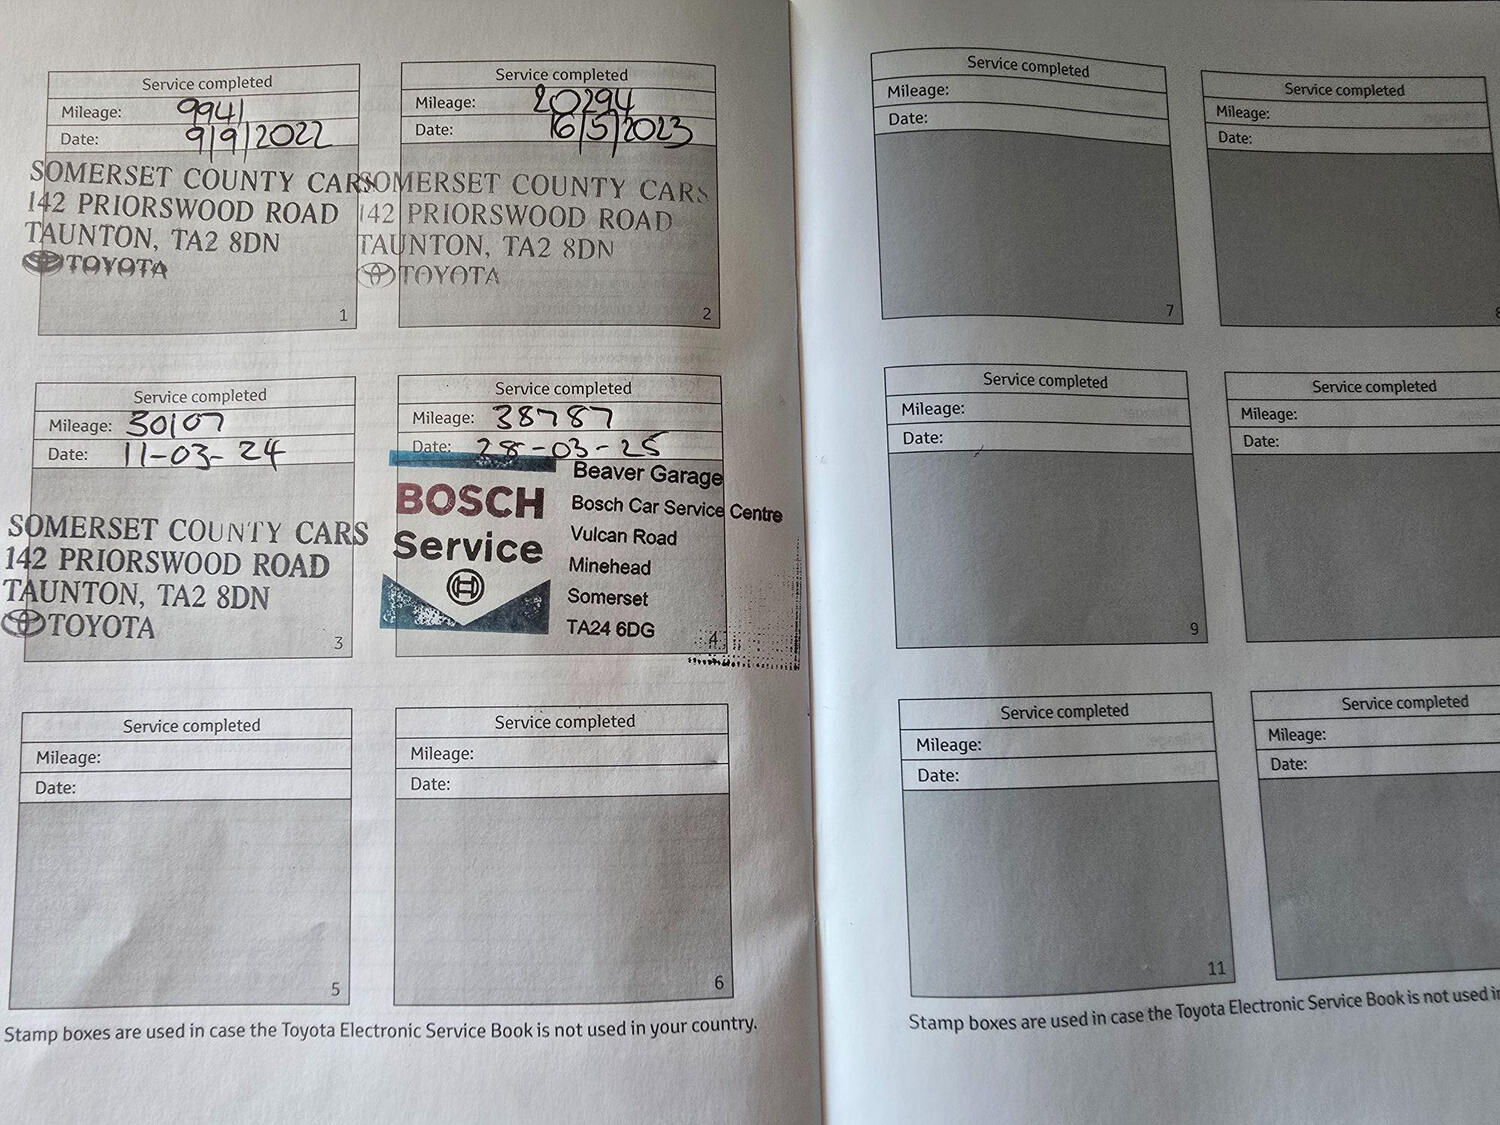 Service completed
Mileage: 9941
Date: 9/9/2022
SOMERSET COUNTY CARS
142 PRIORSWOOD ROAD
TAUNTON, TA2 8DN
TOYOTA
1
Service completed
Mileage: 20294
Date: 16/5/2023
SOMERSET COUNTY CARS
142 PRIORSWOOD ROAD
TAUNTON, TA2 8DN
TOYOTA
2
Service completed
Mileage: 30107
Date: 11-03-24
SOMERSET COUNTY CARS
142 PRIORSWOOD ROAD
TAUNTON, TA2 8DN
TOYOTA
3
Service completed
Mileage: 38787
Date: 28-03-25
BOSCH
Service
Beaver Garage
Bosch Car Service Centre
Vulcan Road
Minehead
Somerset
TA24 6DG
4
Service completed
Mileage:
Date:
5
Service completed
Mileage:
Date:
6
Stamp boxes are used in case the Toyota Electronic Service Book is not used in your country.
Service completed
Mileage:
Date:
7
Service completed
Mileage:
Date:
8
Service completed
Mileage:
Date:
9
Service completed
Mileage:
Date:
Service completed
Mileage:
Date:
11
Service completed
Mileage:
Date:
Stamp boxes are used in case the Toyota Electronic Service Book is not used in